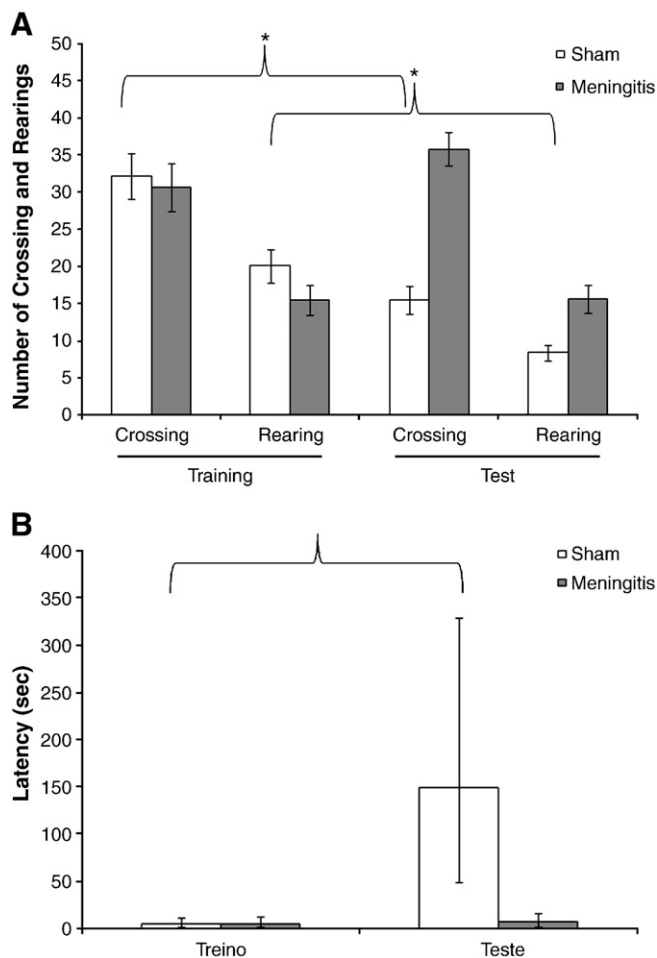 A
Number of Crossing and Rearings
50
45
40
35
30
25
20
15
10
5
0
*
*
Sham
Meningitis
Crossing
Rearing
Crossing
Rearing
Training
Test
B
Latency (sec)
400
350
300
250
200
150
100
50
0
Sham
Meningitis
Treino
Teste